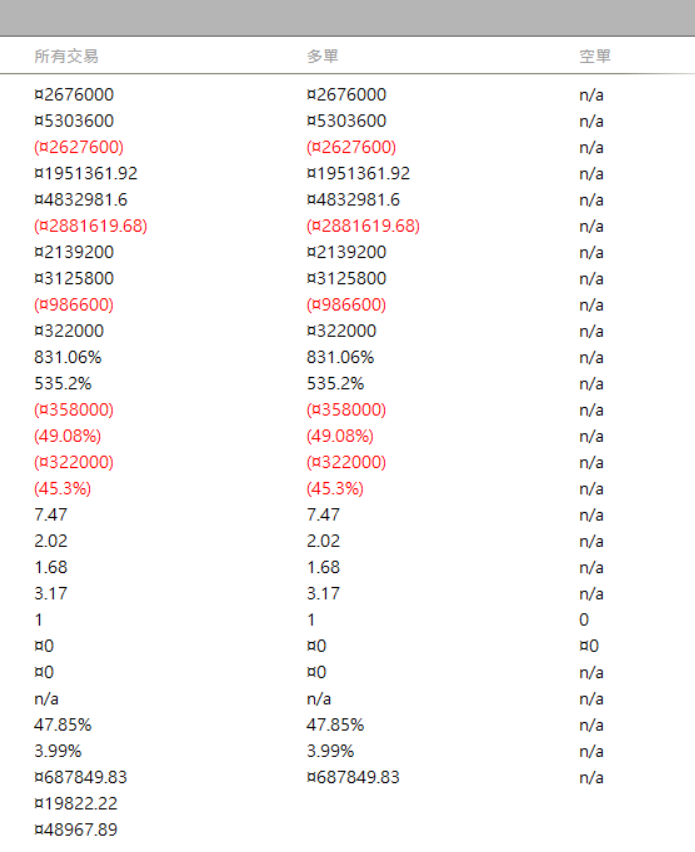 所有交易 多單 空單
¤2676000 ¤2676000 n/a
¤5303600 ¤5303600 n/a
(¤2627600) (¤2627600) n/a
¤1951361.92 ¤1951361.92 n/a
¤4832981.6 ¤4832981.6 n/a
(¤2881619.68) (¤2881619.68) n/a
¤2139200 ¤2139200 n/a
¤3125800 ¤3125800 n/a
(¤986600) (¤986600) n/a
¤322000 ¤322000 n/a
831.06% 831.06% n/a
535.2% 535.2% n/a
(¤358000) (¤358000) n/a
(49.08%) (49.08%) n/a
(¤322000) (¤322000) n/a
(45.3%) (45.3%) n/a
7.47 7.47 n/a
2.02 2.02 n/a
1.68 1.68 n/a
3.17 3.17 n/a
1 1 0
¤0 ¤0 ¤0
¤0 ¤0 n/a
n/a n/a n/a
47.85% 47.85% n/a
3.99% 3.99% n/a
¤687849.83 ¤687849.83 n/a
¤19822.22
¤48967.89